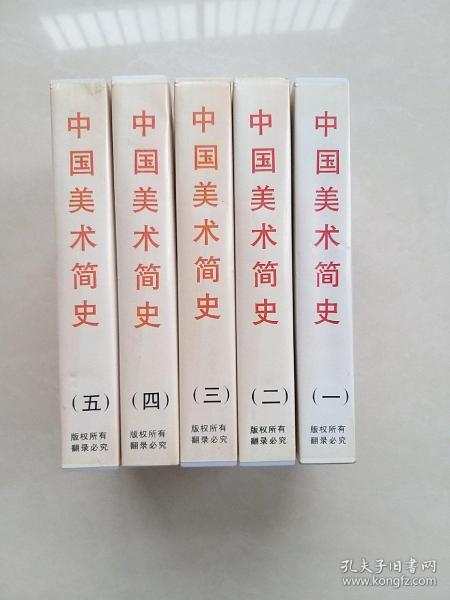 中国美术简史
（五）
版权所有
翻录必究
中国美术简史
（四）
版权所有
翻录必究
中国美术简史
（三）
版权所有
翻录必究
中国美术简史
（二）
版权所有
翻录必究
中国美术简史
（一）
版权所有
翻录必究
孔夫子旧书网
www.kongfz.com